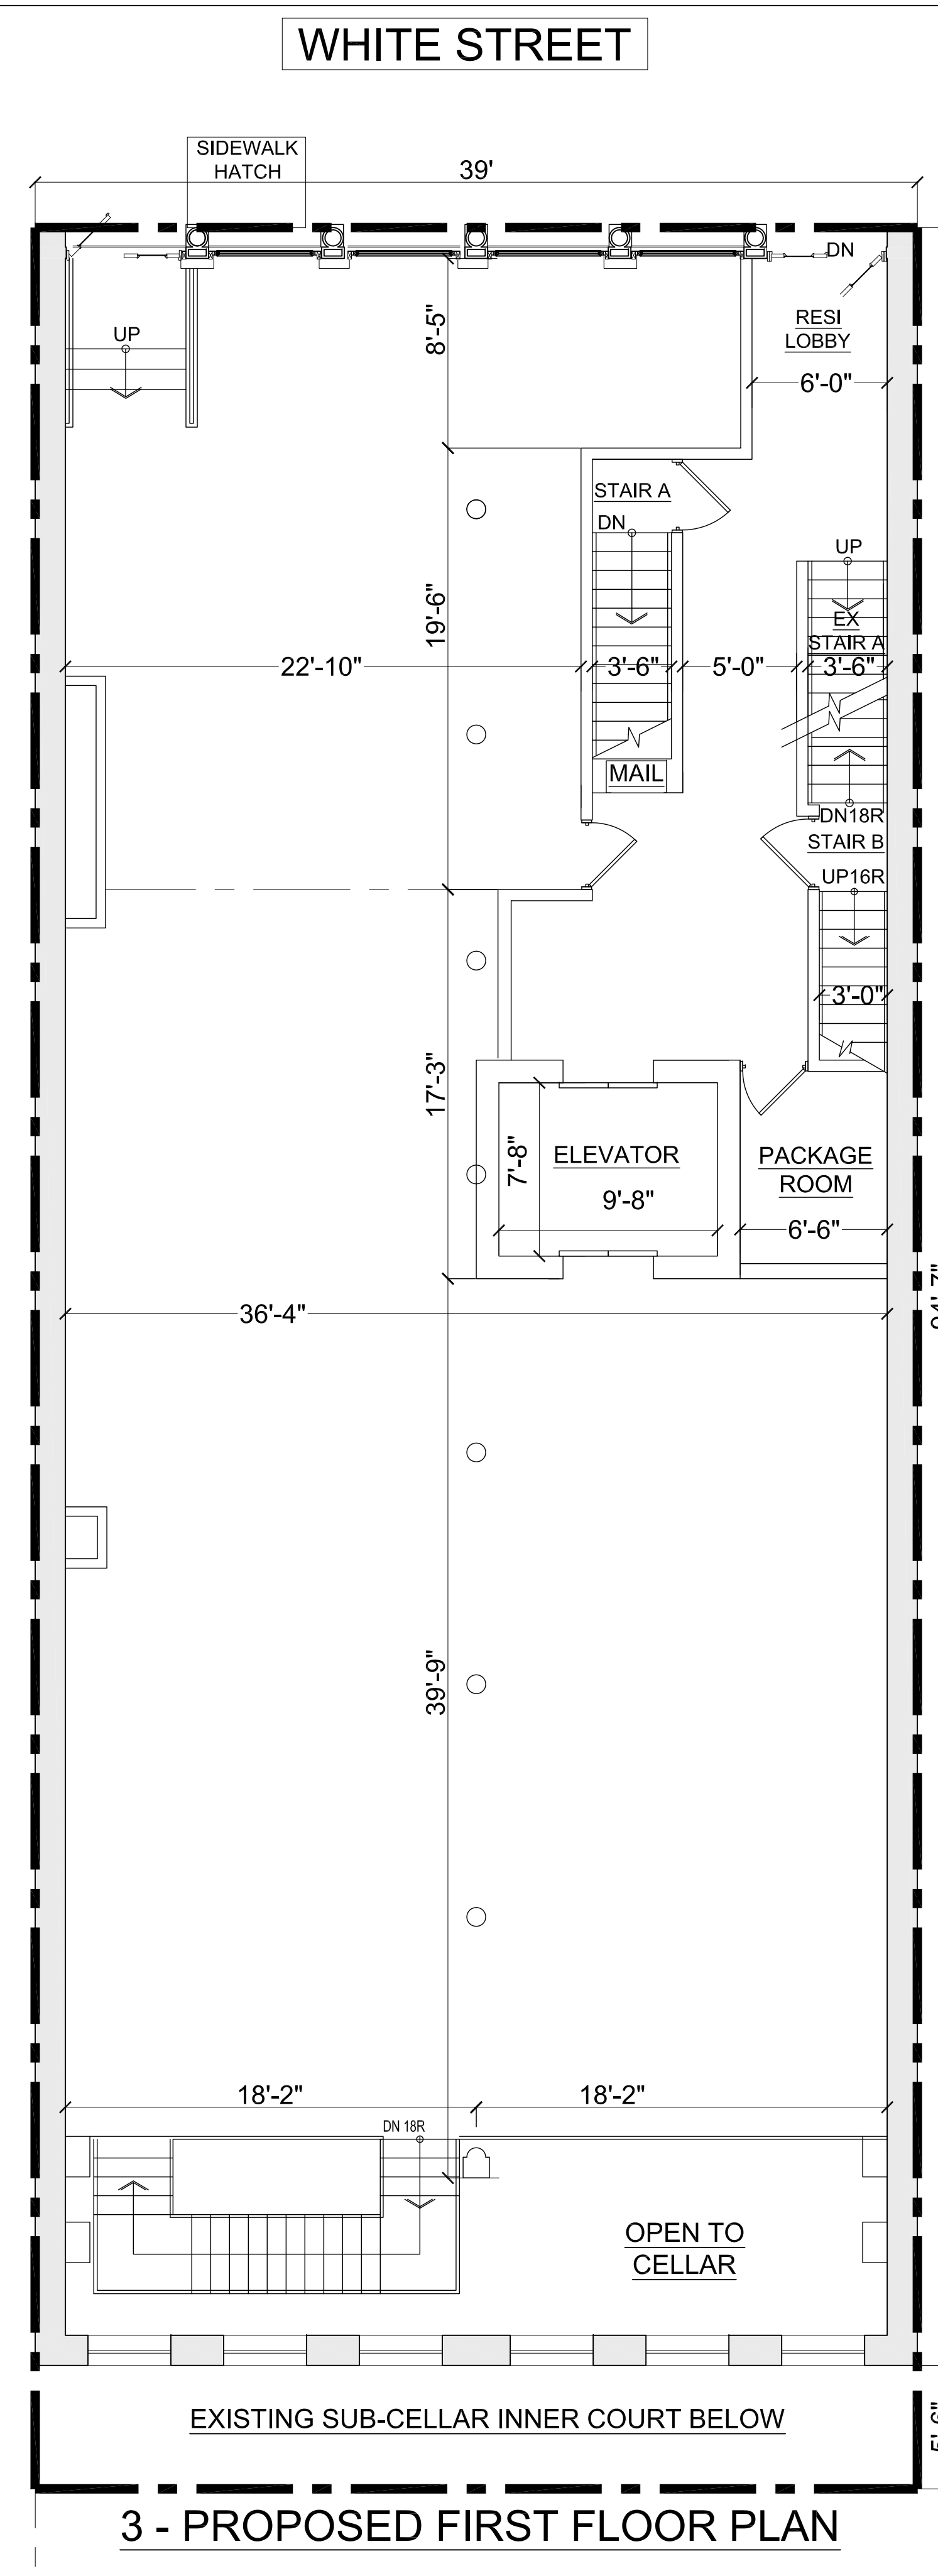 WHITE STREET
SIDEWALK
HATCH
39'
DN
UP
8'-5"
RESI
LOBBY
6'-0"
STAIR A
DN
UP
19'-6"
EX
STAIR A
22'-10"
3'-6"
5'-0"
3'-6"
MAIL
DN18R
STAIR B
UP16R
3'-0"
17'-3"
7'-8"
ELEVATOR
9'-8"
PACKAGE
ROOM
6'-6"
36'-4"
39'-9"
18'-2"
18'-2"
DN 18R
OPEN TO
CELLAR
EXISTING SUB-CELLAR INNER COURT BELOW
3 - PROPOSED FIRST FLOOR PLAN